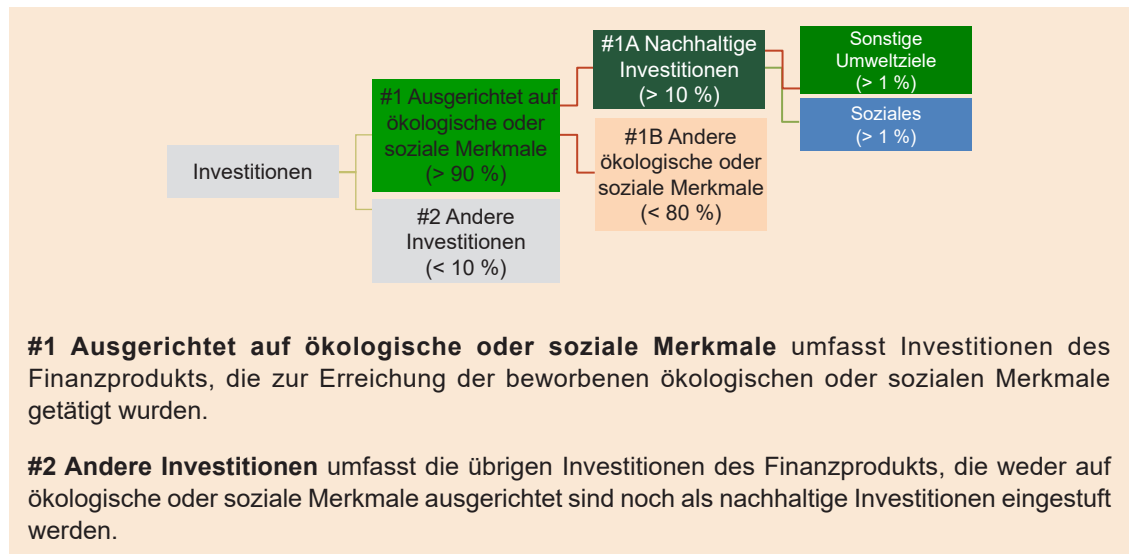 #1A Nachhaltige
Investitionen
(> 10 %)
Sonstige
Umweltziele
(> 1 %)
Soziales
(> 1 %)
#1 Ausgerichtet auf
ökologische oder
soziale Merkmale
(> 90 %)
#1B Andere
ökologische oder
soziale Merkmale
(< 80 %)
Investitionen
#2 Andere
Investitionen
(< 10 %)
#1 Ausgerichtet auf ökologische oder soziale Merkmale umfasst Investitionen des
Finanzprodukts, die zur Erreichung der beworbenen ökologischen oder sozialen Merkmale
getätigt wurden.
#2 Andere Investitionen umfasst die übrigen Investitionen des Finanzprodukts, die weder auf
ökologische oder soziale Merkmale ausgerichtet sind noch als nachhaltige Investitionen eingestuft
werden.